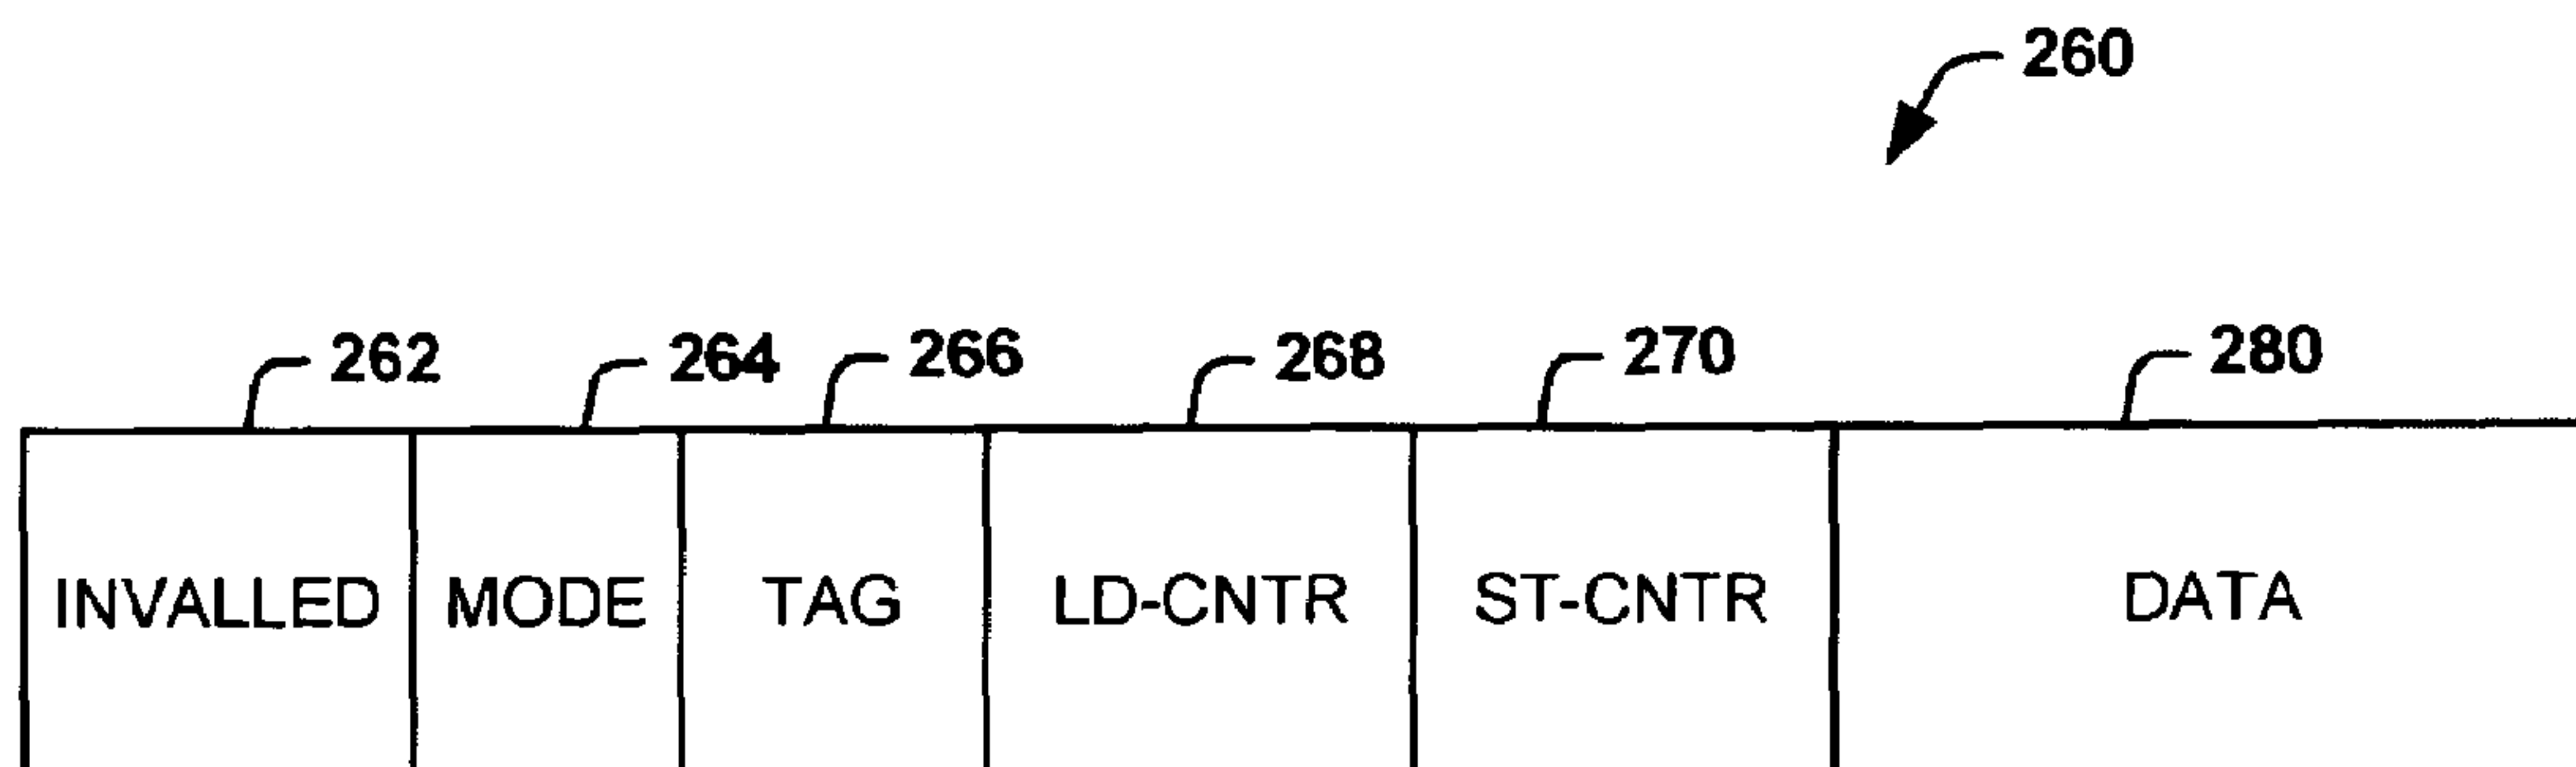 260
262 264 266 268 270 280
INVALLED MODE TAG LD-CNTR ST-CNTR DATA